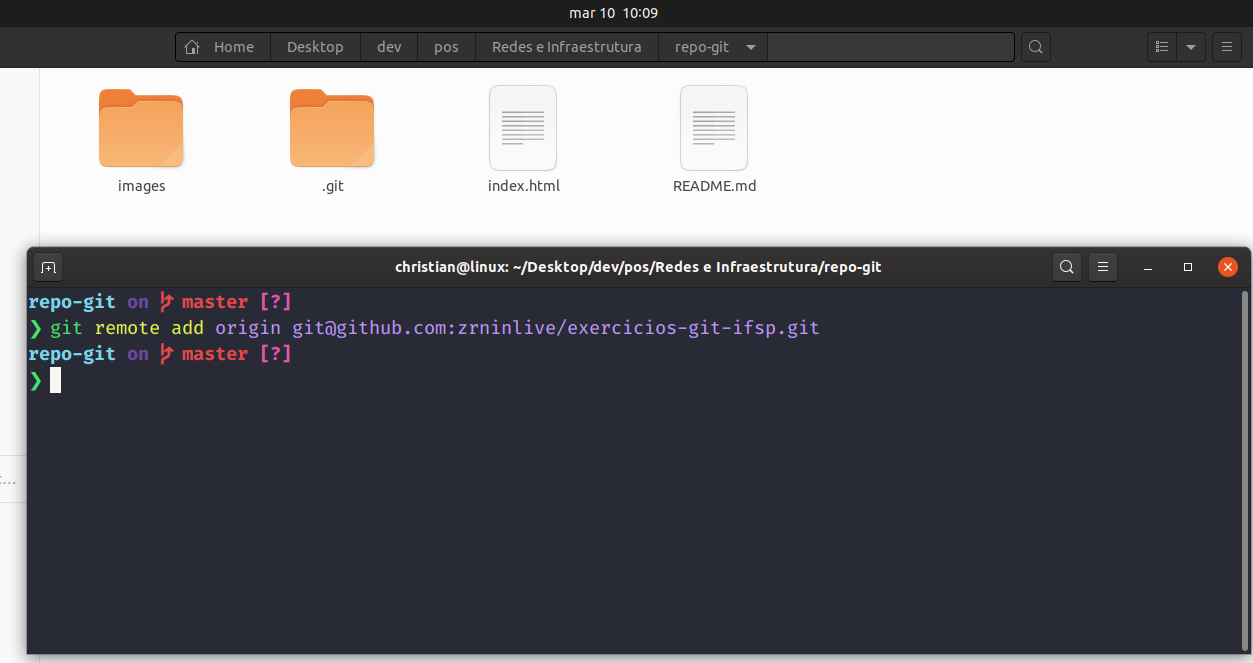 mar 10 10:09
Home Desktop dev pos Redes e Infraestrutura repo-git
images .git index.html README.md
christian@linux: ~/Desktop/dev/pos/Redes e Infraestrutura/repo-git
repo-git on master [?]
❯ git remote add origin git@github.com:zrninlive/exercicios-git-ifsp.git
repo-git on master [?]
❯